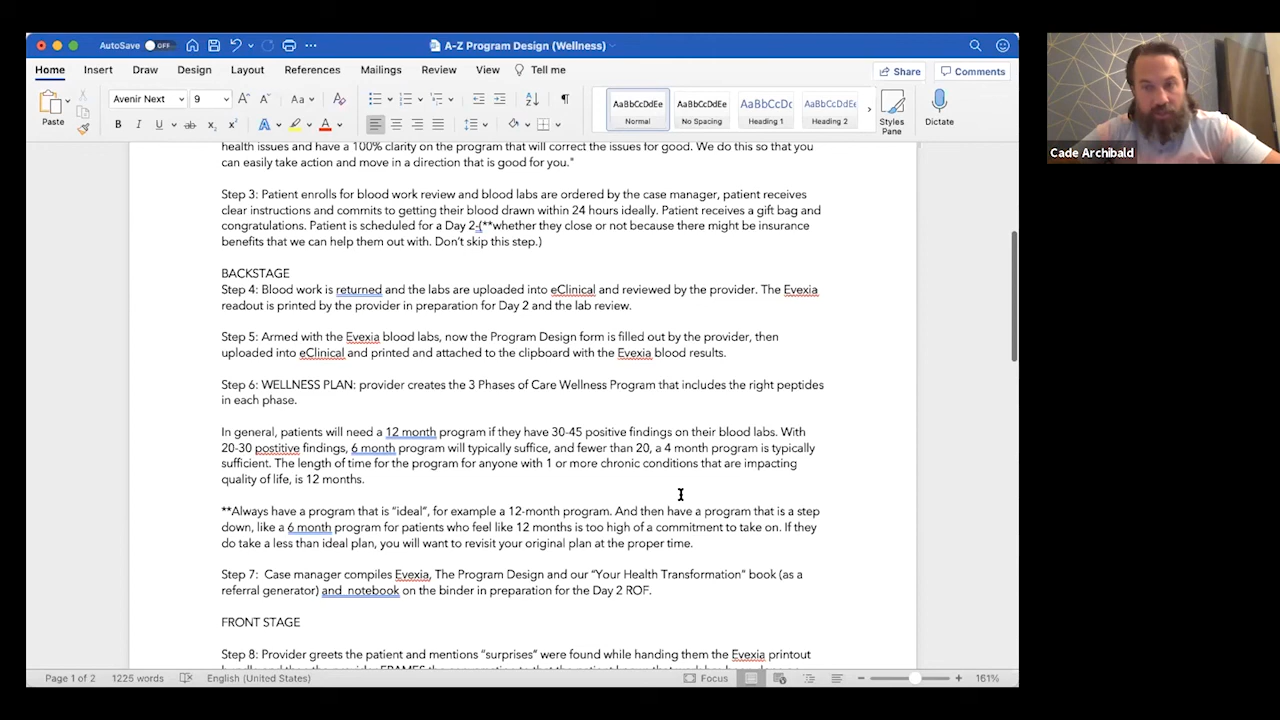 AutoSave OFF
A-Z Program Design (Wellness)
Home Insert Draw Design Layout References Mailings Review View Tell me
Share Comments
Paste
Avenir Next 9
AaBbCcDdEe AaBbCcDdEe AaBbCcDc AaBbCcDdEe
Normal No Spacing Heading 1 Heading 2
Styles Pane
Dictate
Cade Archibald
health issues and have a 100% clarity on the program that will correct the issues for good. We do this so that you
can easily take action and move in a direction that is good for you."
Step 3: Patient enrolls for blood work review and blood labs are ordered by the case manager, patient receives
clear instructions and commits to getting their blood drawn within 24 hours ideally. Patient receives a gift bag and
congratulations. Patient is scheduled for a Day 2-(**whether they close or not because there might be insurance
benefits that we can help them out with. Don't skip this step.)
BACKSTAGE
Step 4: Blood work is returned and the labs are uploaded into eClinical and reviewed by the provider. The Evexia
readout is printed by the provider in preparation for Day 2 and the lab review.
Step 5: Armed with the Evexia blood labs, now the Program Design form is filled out by the provider, then
uploaded into eClinical and printed and attached to the clipboard with the Evexia blood results.
Step 6: WELLNESS PLAN: provider creates the 3 Phases of Care Wellness Program that includes the right peptides
in each phase.
In general, patients will need a 12 month program if they have 30-45 positive findings on their blood labs. With
20-30 postitive findings, 6 month program will typically suffice, and fewer than 20, a 4 month program is typically
sufficient. The length of time for the program for anyone with 1 or more chronic conditions that are impacting
quality of life, is 12 months.
**Always have a program that is "ideal", for example a 12-month program. And then have a program that is a step
down, like a 6 month program for patients who feel like 12 months is too high of a commitment to take on. If they
do take a less than ideal plan, you will want to revisit your original plan at the proper time.
Step 7: Case manager compiles Evexia, The Program Design and our "Your Health Transformation" book (as a
referral generator) and notebook on the binder in preparation for the Day 2 ROF.
FRONT STAGE
Step 8: Provider greets the patient and mentions "surprises" were found while handing them the Evexia printout
Page 1 of 2 1225 words English (United States) Focus 161%